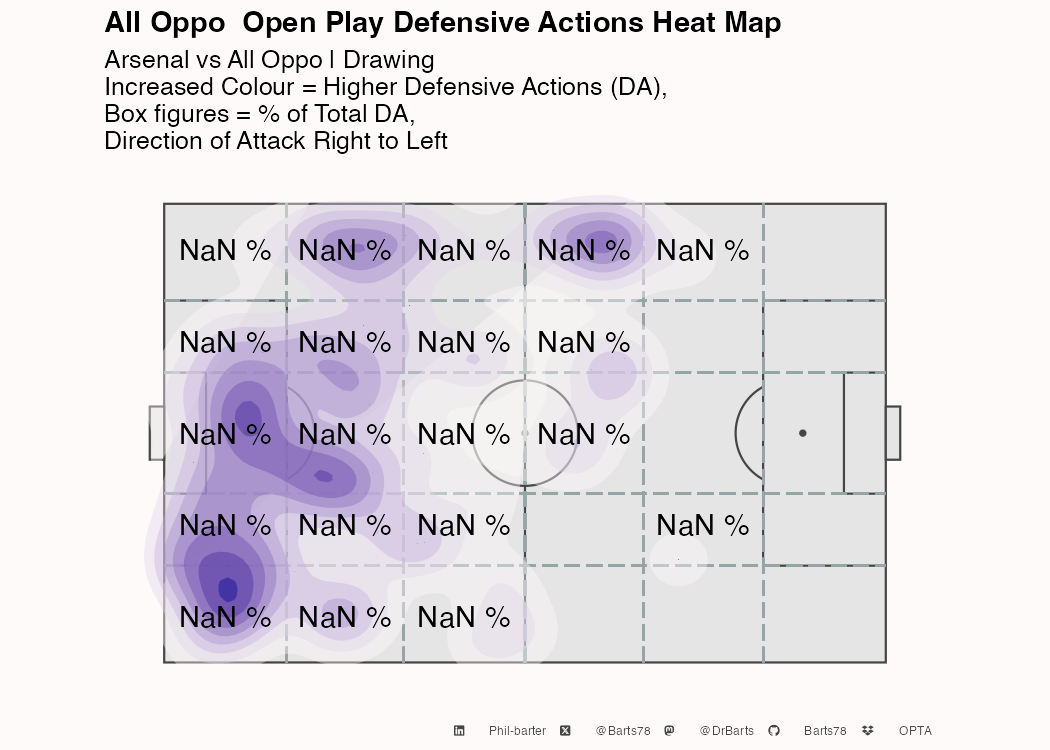 All Oppo  Open Play Defensive Actions Heat Map
Arsenal vs All Oppo | Drawing
Increased Colour = Higher Defensive Actions (DA),
Box figures = % of Total DA,
Direction of Attack Right to Left
NaN % NaN % NaN % NaN % NaN %
NaN % NaN % NaN % NaN %
NaN % NaN % NaN % NaN %
NaN % NaN % NaN % NaN %
NaN % NaN % NaN %
Phil-barter @Barts78 @DrBarts Barts78 OPTA